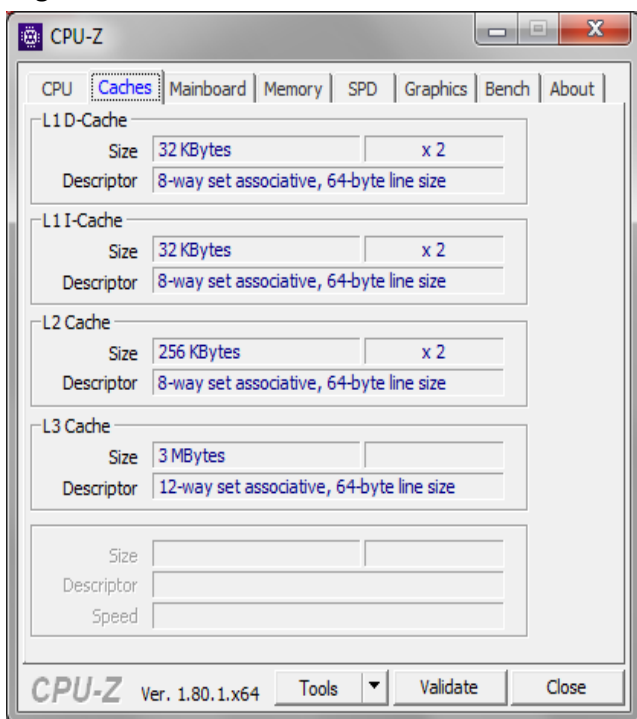 CPU-Z
CPU Caches Mainboard Memory SPD Graphics Bench About
L1 D-Cache
Size 32 KBytes x 2
Descriptor 8-way set associative, 64-byte line size
L1 I-Cache
Size 32 KBytes x 2
Descriptor 8-way set associative, 64-byte line size
L2 Cache
Size 256 KBytes x 2
Descriptor 8-way set associative, 64-byte line size
L3 Cache
Size 3 MBytes
Descriptor 12-way set associative, 64-byte line size
Size
Descriptor
Speed
CPU-Z Ver. 1.80.1.x64 Tools Validate Close